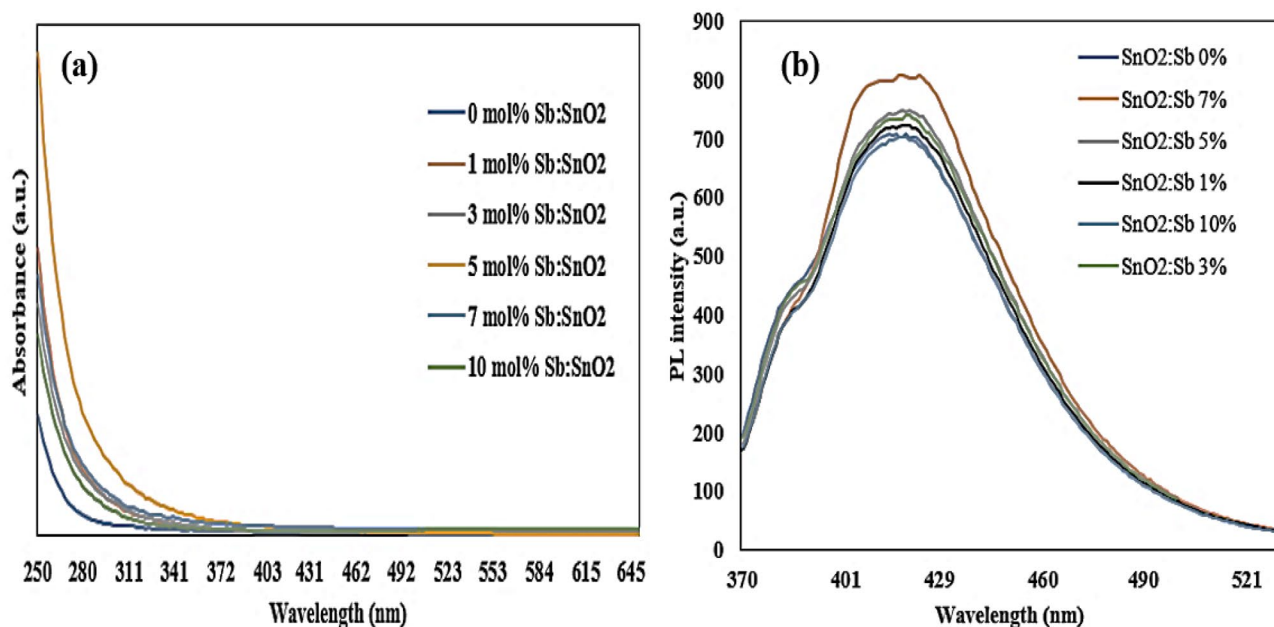 (a)
Absorbance (a.u.)
0 mol% Sb:SnO2
1 mol% Sb:SnO2
3 mol% Sb:SnO2
5 mol% Sb:SnO2
7 mol% Sb:SnO2
10 mol% Sb:SnO2
250 280 311 341 372 403 431 462 492 523 553 584 615 645
Wavelength (nm)
(b)
PL intensity (a.u.)
900
800
700
600
500
400
300
200
100
0
SnO2:Sb 0%
SnO2:Sb 7%
SnO2:Sb 5%
SnO2:Sb 1%
SnO2:Sb 10%
SnO2:Sb 3%
370 401 429 460 490 521
Wavelength (nm)